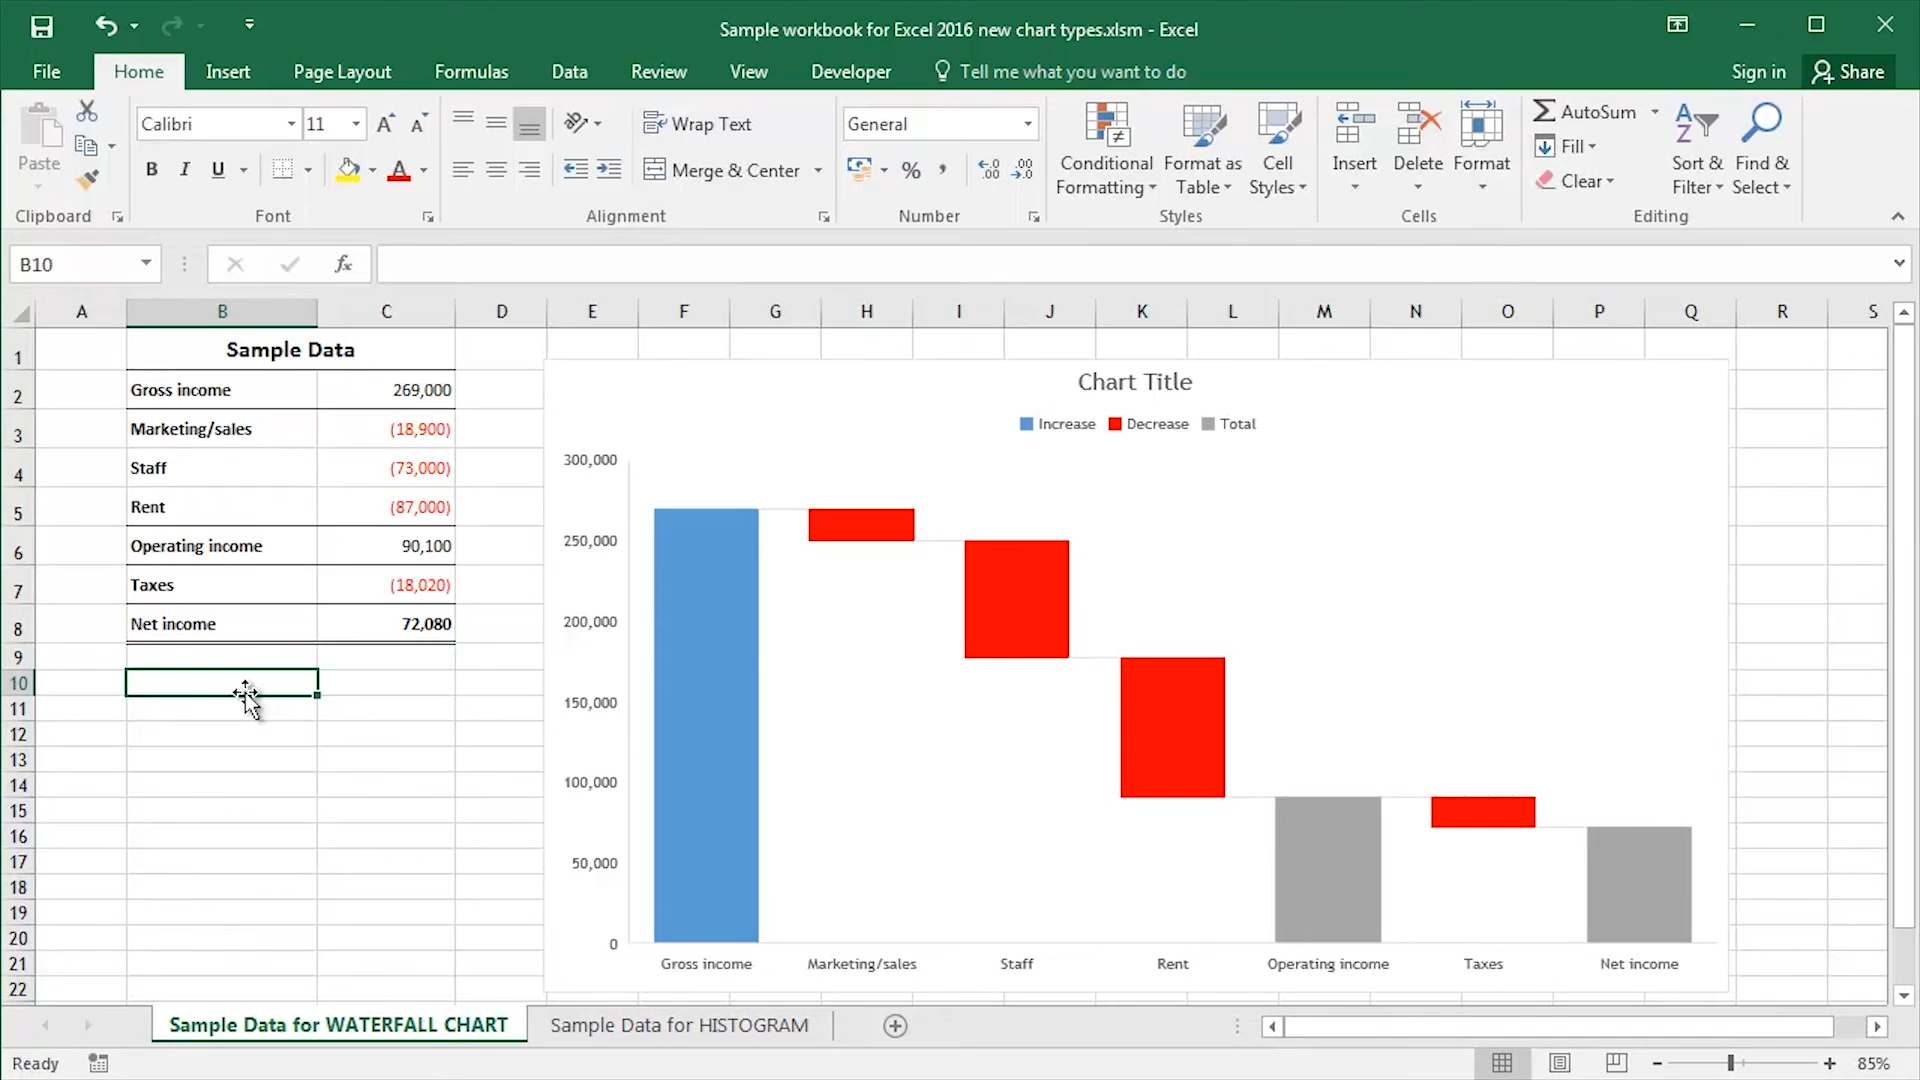 Sample workbook for Excel 2016 new chart types.xlsm - Excel
File Home Insert Page Layout Formulas Data Review View Developer Tell me what you want to do Sign in Share
Paste
Calibri 11
Wrap Text
General
Conditional Formatting
Format as Table
Cell Styles
Insert Delete Format
AutoSum
Fill
Clear
Sort & Filter
Find & Select
B I U
Merge & Center
% ,
Clipboard Font Alignment Number Styles Cells Editing
B10 fx
A B C D E F G H I J K L M N O P Q R S
1 Sample Data
2 Gross income 269,000
3 Marketing/sales (18,900)
4 Staff (73,000)
5 Rent (87,000)
6 Operating income 90,100
7 Taxes (18,020)
8 Net income 72,080
9
10
11
12
13
14
15
16
17
18
19
20
21
22
Chart Title
Increase Decrease Total
300,000
250,000
200,000
150,000
100,000
50,000
0
Gross income Marketing/sales Staff Rent Operating income Taxes Net income
Sample Data for WATERFALL CHART Sample Data for HISTOGRAM
Ready 85%